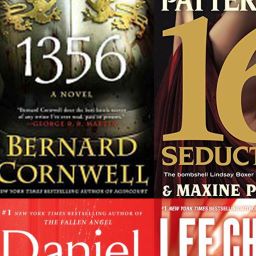 1356
A NOVEL
"Bernard Cornwell does the best battle scenes
of any writer I've ever read, past or present."
—GEORGE R. R. MARTIN
BERNARD
CORNWELL
NEW YORK TIMES BESTSELLING AUTHOR OF AGINCOURT
PATTER
16
SEDUCT
The bombshell Lindsay Boxer
& MAXINE P
#1 NEW YORK TIMES BESTSELLING AUTHOR OF
THE FALLEN ANGEL
Daniel
#1 NEW YORK TIMES BESTSELLING
LEE CH